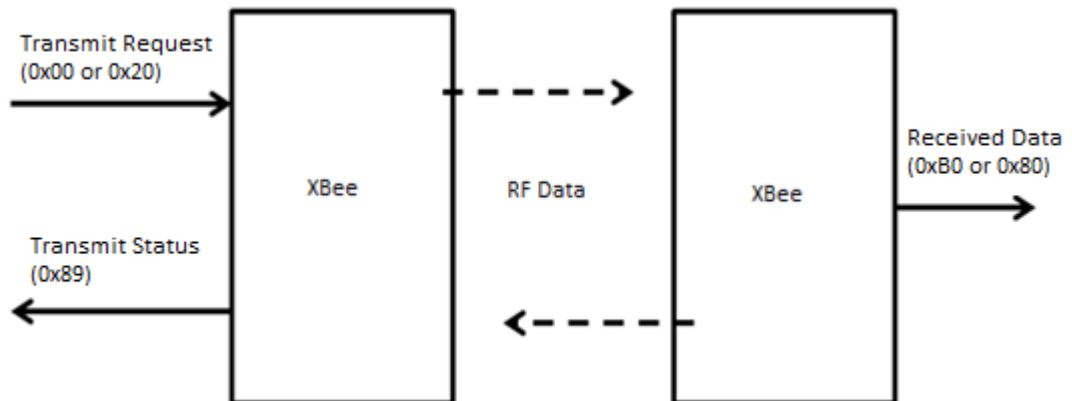 Transmit Request
(0x00 or 0x20)
XBee
Transmit Status
(0x89)
RF Data
XBee
Received Data
(0xB0 or 0x80)